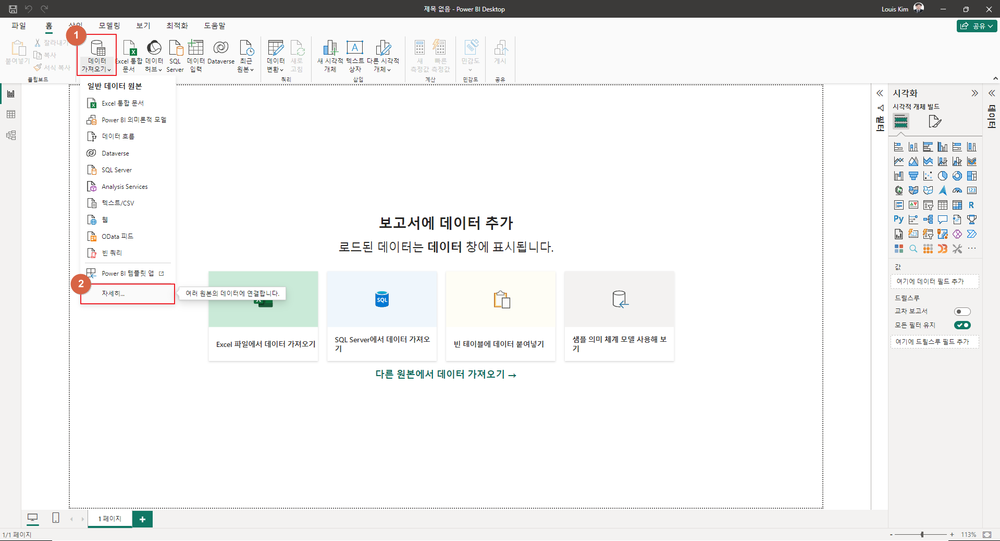 제목 없음 - Power BI Desktop
Louis Kim
파일
홈
삽입
모델링
보기
최적화
도움말
공유
1
붙여넣기
잘라내기
복사
서식 복사
클립보드
데이터
가져오기
Excel 통합
문서
데이터
허브
SQL
Server
데이터
입력
Dataverse
최근
원본
데이터
변환
새로
고침
쿼리
새 시각적
개체
텍스트
상자
다른 시각적
개체
삽입
새
측정값
빠른
측정값
계산
민감도
민감도
게시
공유
일반 데이터 원본
Excel 통합 문서
Power BI 의미론적 모델
데이터 흐름
Dataverse
SQL Server
Analysis Services
텍스트/CSV
웹
OData 피드
빈 쿼리
Power BI 템플릿 앱
2
자세히...
여러 원본의 데이터에 연결합니다.
보고서에 데이터 추가
로드된 데이터는 데이터 창에 표시됩니다.
SQL
Excel 파일에서 데이터 가져오기
SQL Server에서 데이터 가져오
기
빈 테이블에 데이터 붙여넣기
샘플 의미 체계 모델 사용해 보
기
다른 원본에서 데이터 가져오기 →
필터
시각화
시각적 개체 빌드
123
R
Py
123
값
여기에 데이터 필드 추가
드릴스루
교차 보고서
모든 필터 유지
여기에 드릴스루 필드 추가
데이터
1 페이지
1/1 페이지
- + 113%